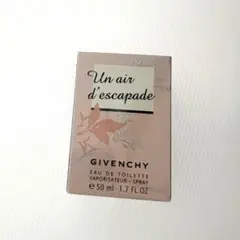 Un air
d'escapade
GIVENCHY
EAU DE TOILETTE
VAPORISATEUR - SPRAY
℮ 50 ml - 1.7 FL.OZ